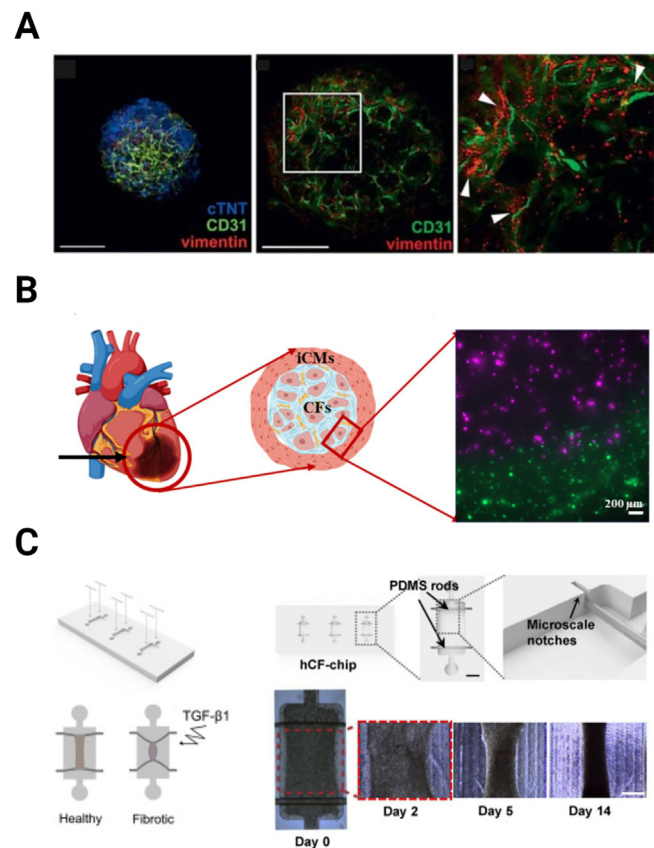 A
cTNT
CD31
vimentin
CD31
vimentin
B
iCMs
CFs
200 µm
C
PDMS rods
Microscale
notches
hCF-chip
TGF-β1
Healthy
Fibrotic
Day 0
Day 2
Day 5
Day 14